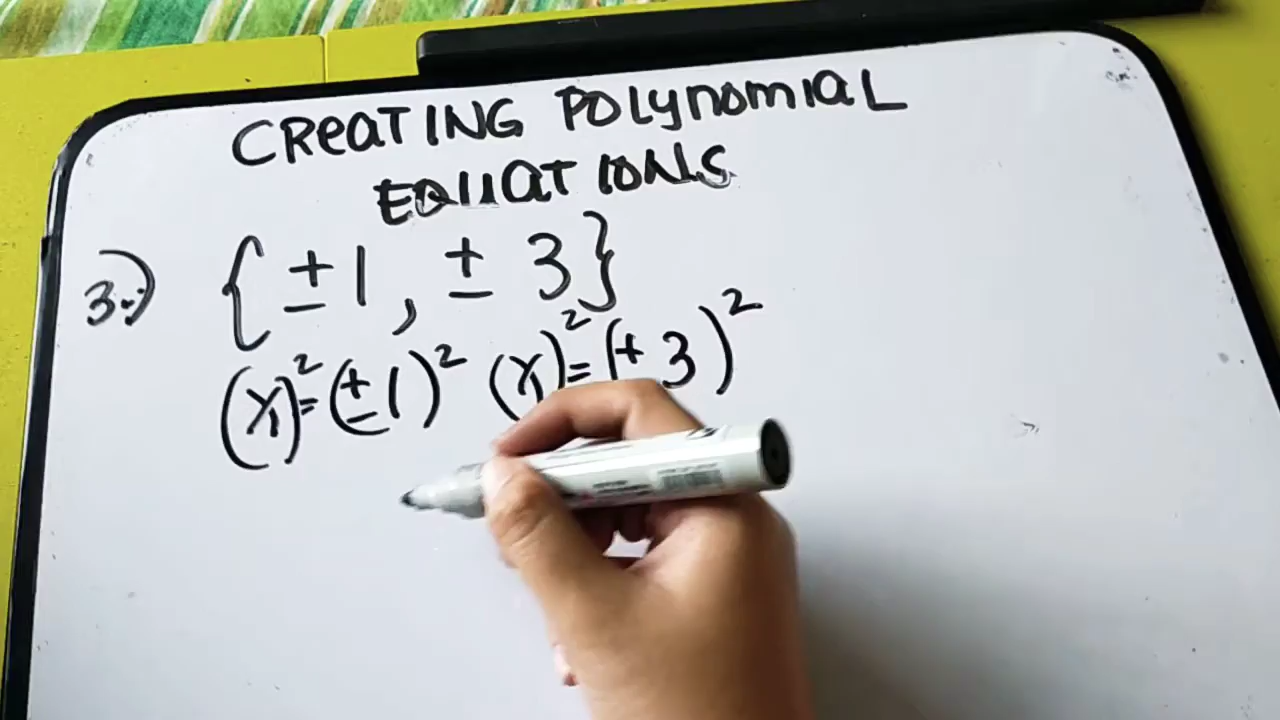 CREATING POLYNOMIAL
EQUATIONS
3.) { ± 1 , ± 3 }
(x)² = (± 1)² (x)² = (± 3)²